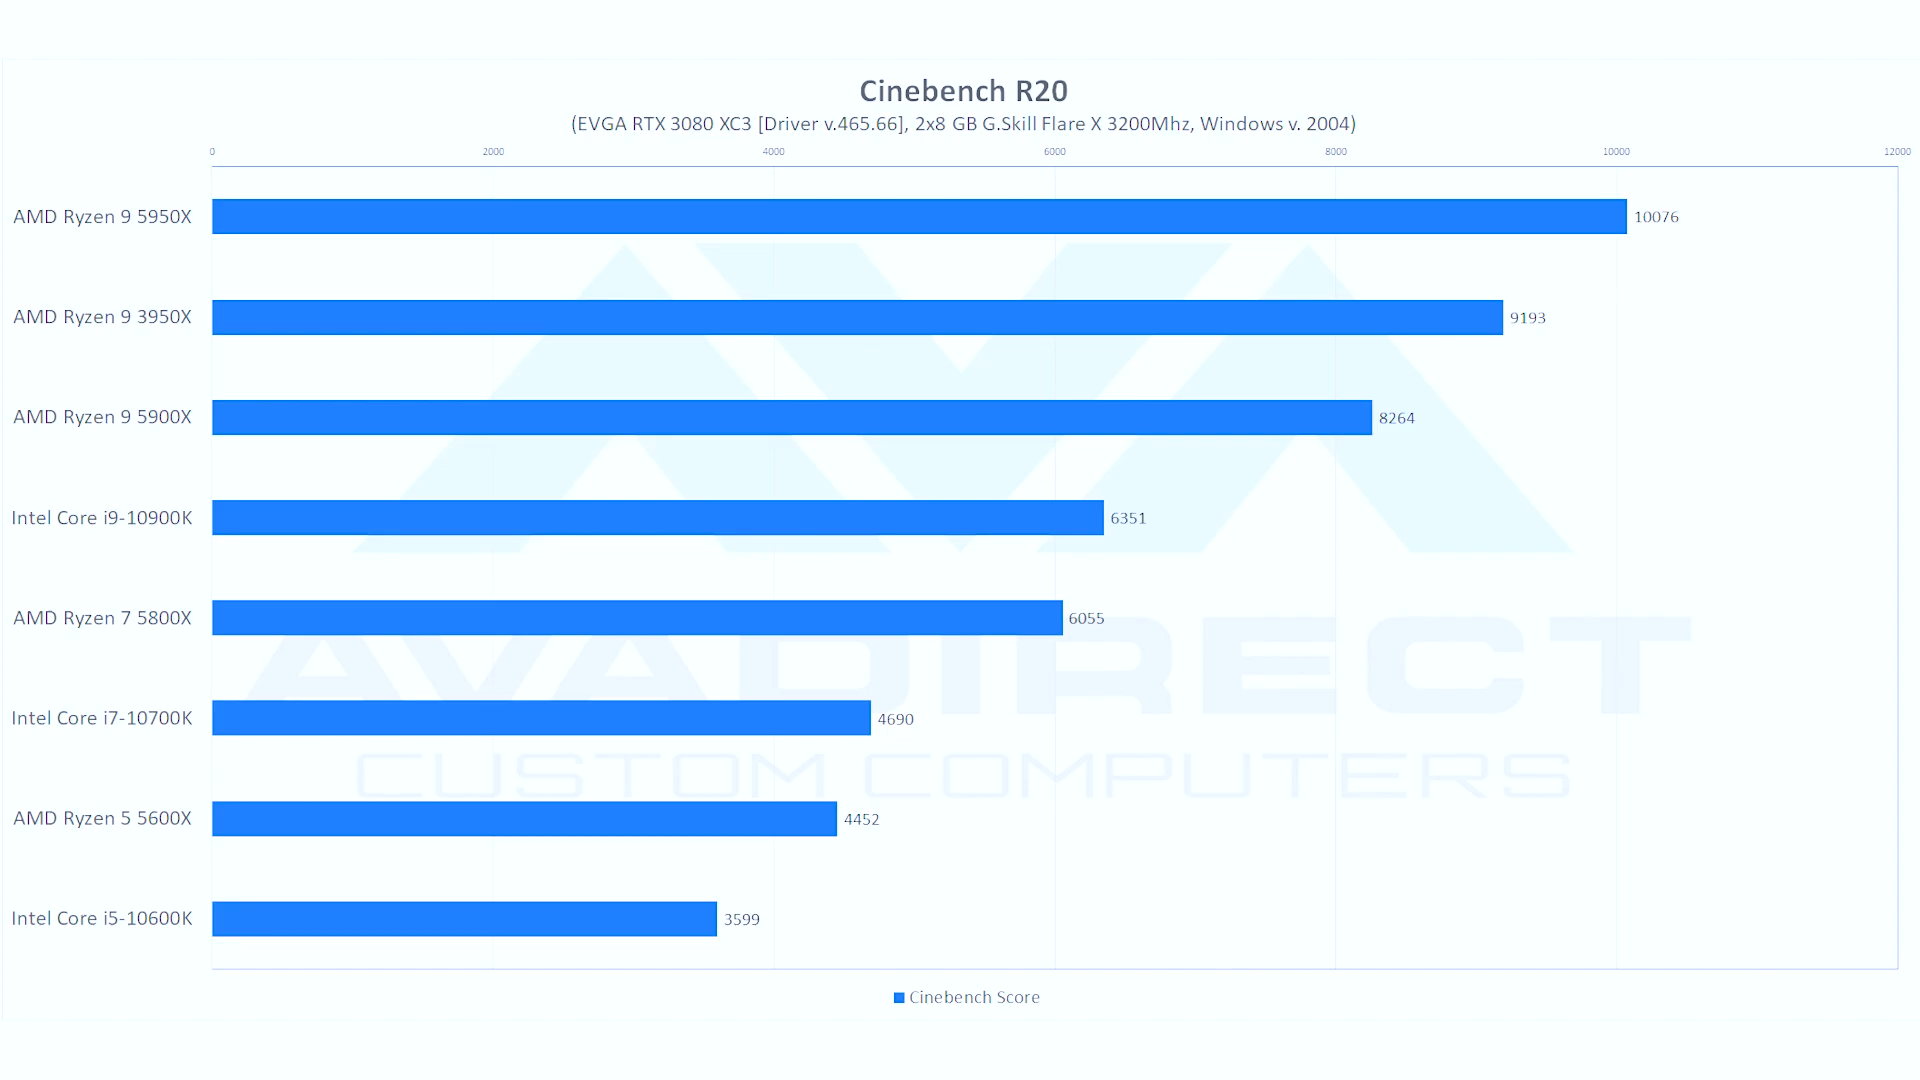 Cinebench R20
(EVGA RTX 3080 XC3 [Driver v.465.66], 2x8 GB G.Skill Flare X 3200Mhz, Windows v. 2004)
0 2000 4000 6000 8000 10000 12000
AMD Ryzen 9 5950X 10076
AMD Ryzen 9 3950X 9193
AMD Ryzen 9 5900X 8264
Intel Core i9-10900K 6351
AMD Ryzen 7 5800X 6055
AVADIRECT
Intel Core i7-10700K 4690
CUSTOM COMPUTERS
AMD Ryzen 5 5600X 4452
Intel Core i5-10600K 3599
Cinebench Score